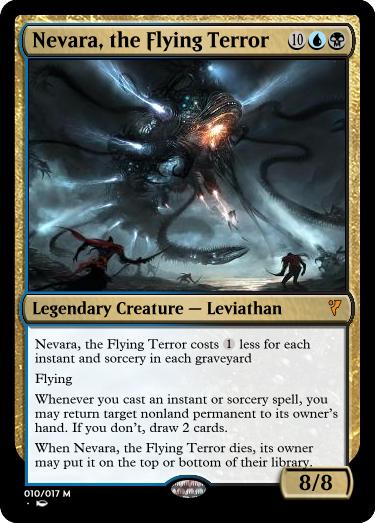 Nevara, the Flying Terror 10
Legendary Creature — Leviathan
Nevara, the Flying Terror costs 1 less for each
instant and sorcery in each graveyard
Flying
Whenever you cast an instant or sorcery spell, you
may return target nonland permanent to its owner's
hand. If you don't, draw 2 cards.
When Nevara, the Flying Terror dies, its owner
may put it on the top or bottom of their library.
8/8
010/017 M